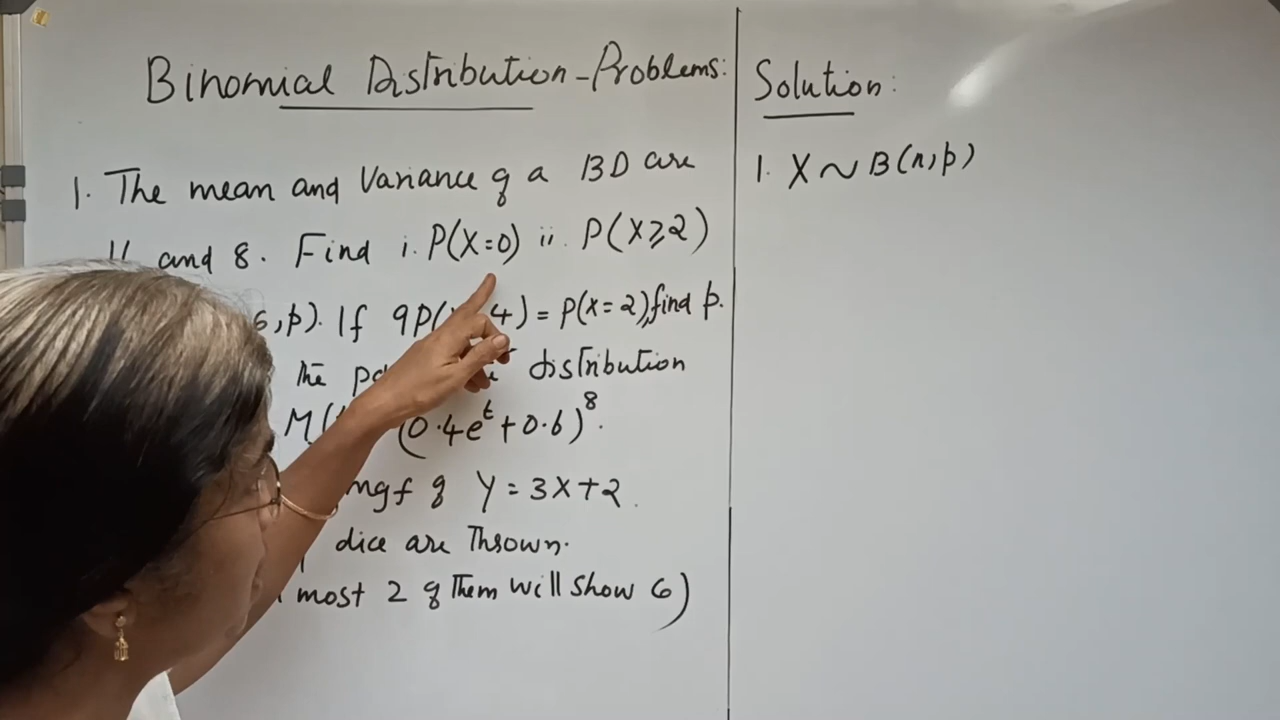 Binomial Distribution - Problems:
1. The mean and Variance of a BD are
and 8. Find i. P(X=0) ii. P(X⩾2)
6, p). If 9P( 4) = P(x=2), find p.
The distribution
M( (0.4e^t + 0.6)^8.
mgf of Y = 3X+2.
dice are Thrown.
most 2 of Them will show 6)
Solution:
1. X ~ B(n, p)